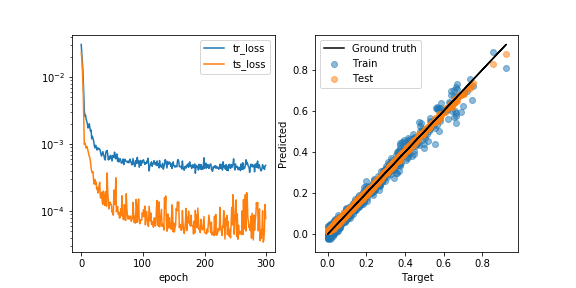 tr_loss
ts_loss
10⁻²
10⁻³
10⁻⁴
0
100
200
300
epoch
Ground truth
Train
Test
Predicted
0.8
0.6
0.4
0.2
0.0
0.0
0.2
0.4
0.6
0.8
Target